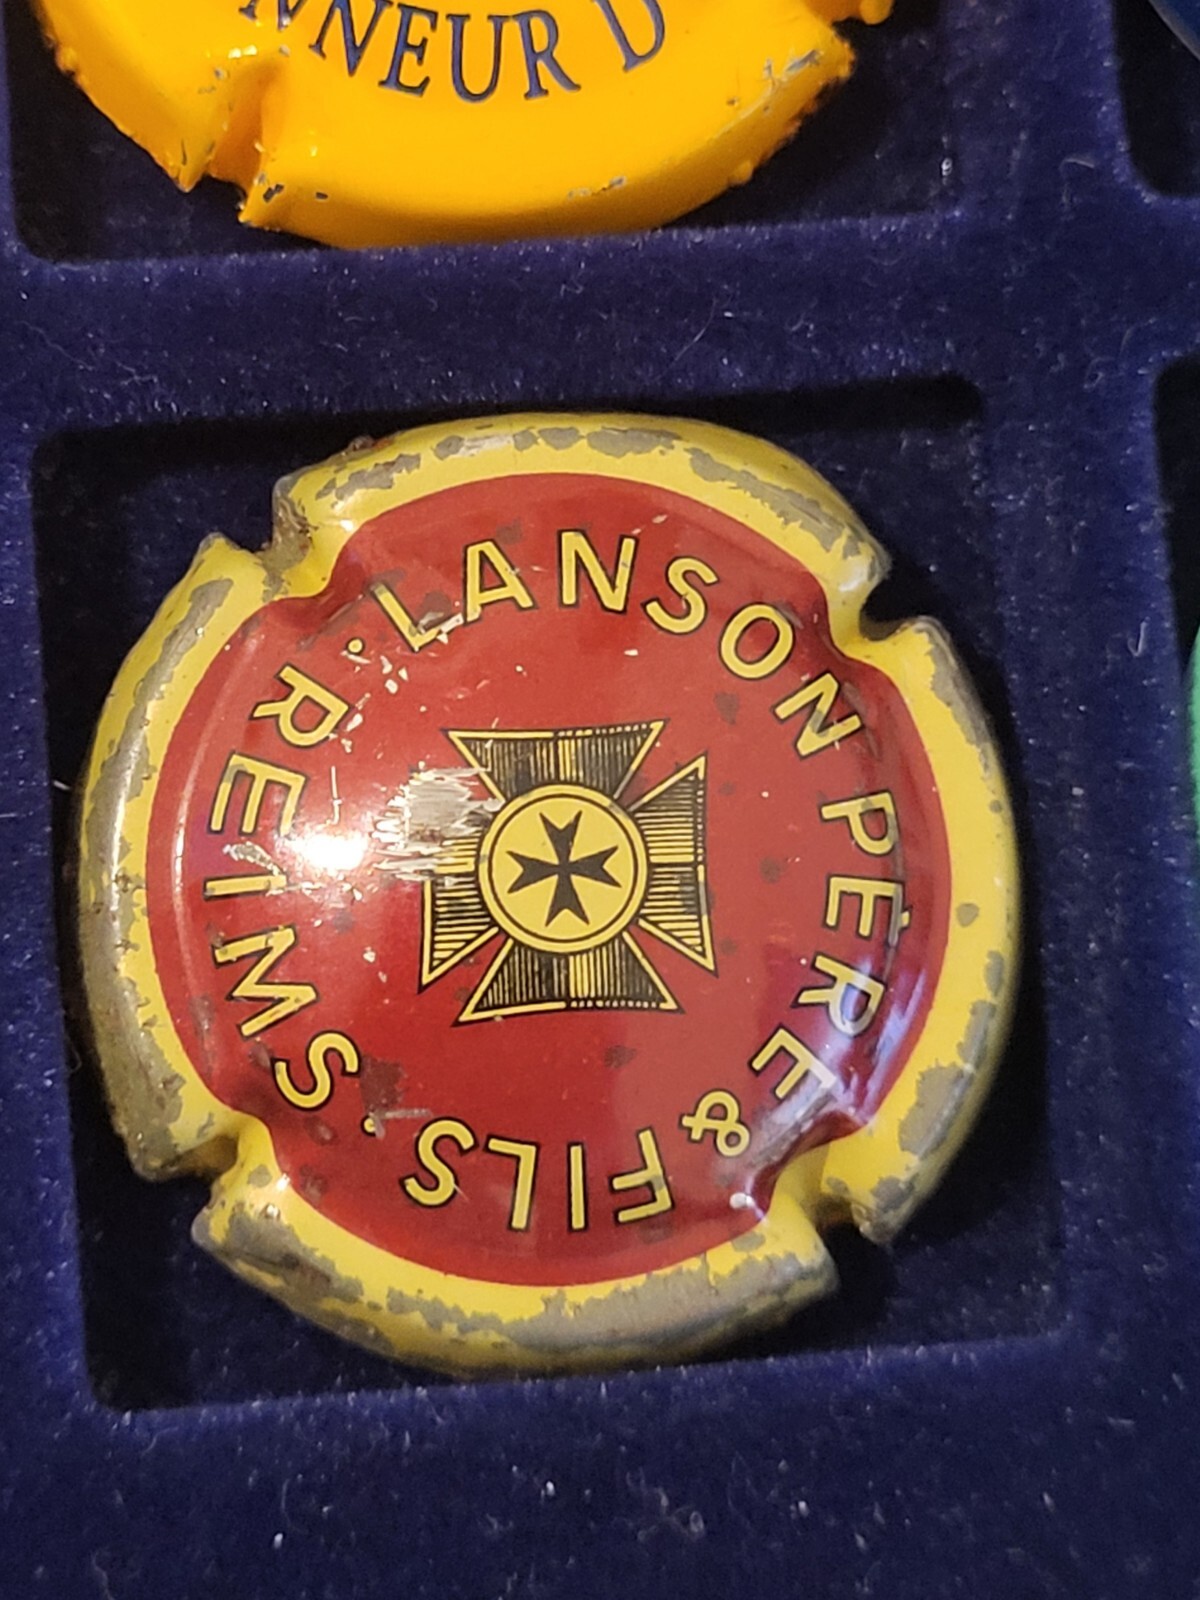 NNEUR D
LANSON PÈRE & FILS. REIMS.